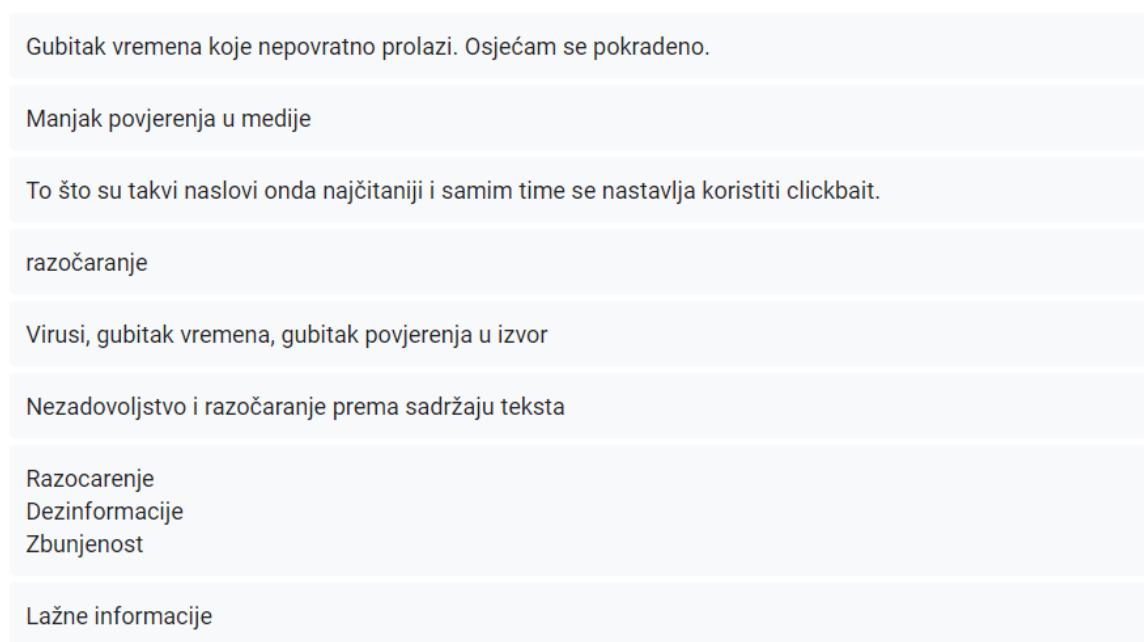 Gubitak vremena koje nepovratno prolazi. Osjećam se pokradeno.
Manjak povjerenja u medije
To što su takvi naslovi onda najčitaniji i samim time se nastavlja koristiti clickbait.
razočaranje
Virusi, gubitak vremena, gubitak povjerenja u izvor
Nezadovoljstvo i razočaranje prema sadržaju teksta
Razocarenje
Dezinformacije
Zbunjenost
Lažne informacije